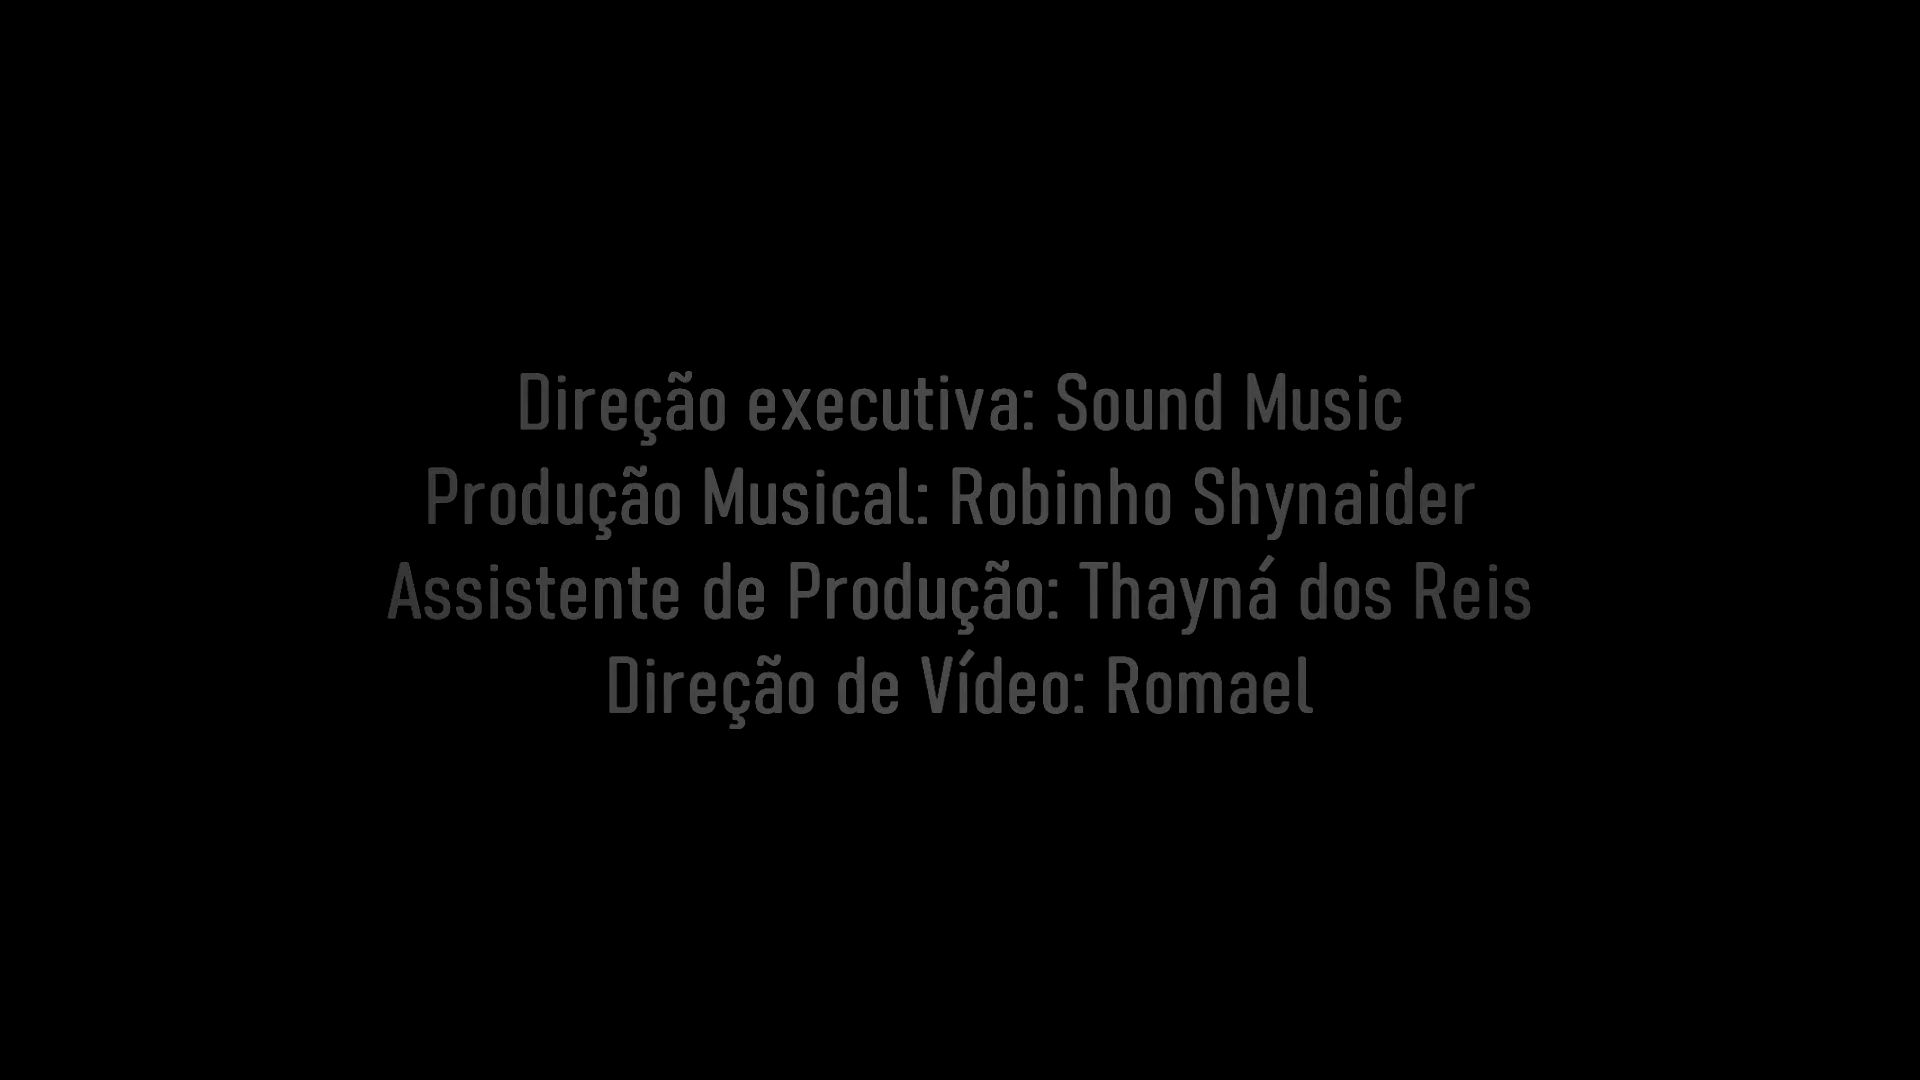 Direção executiva: Sound Music
Produção Musical: Robinho Shynaider
Assistente de Produção: Thayná dos Reis
Direção de Vídeo: Romael